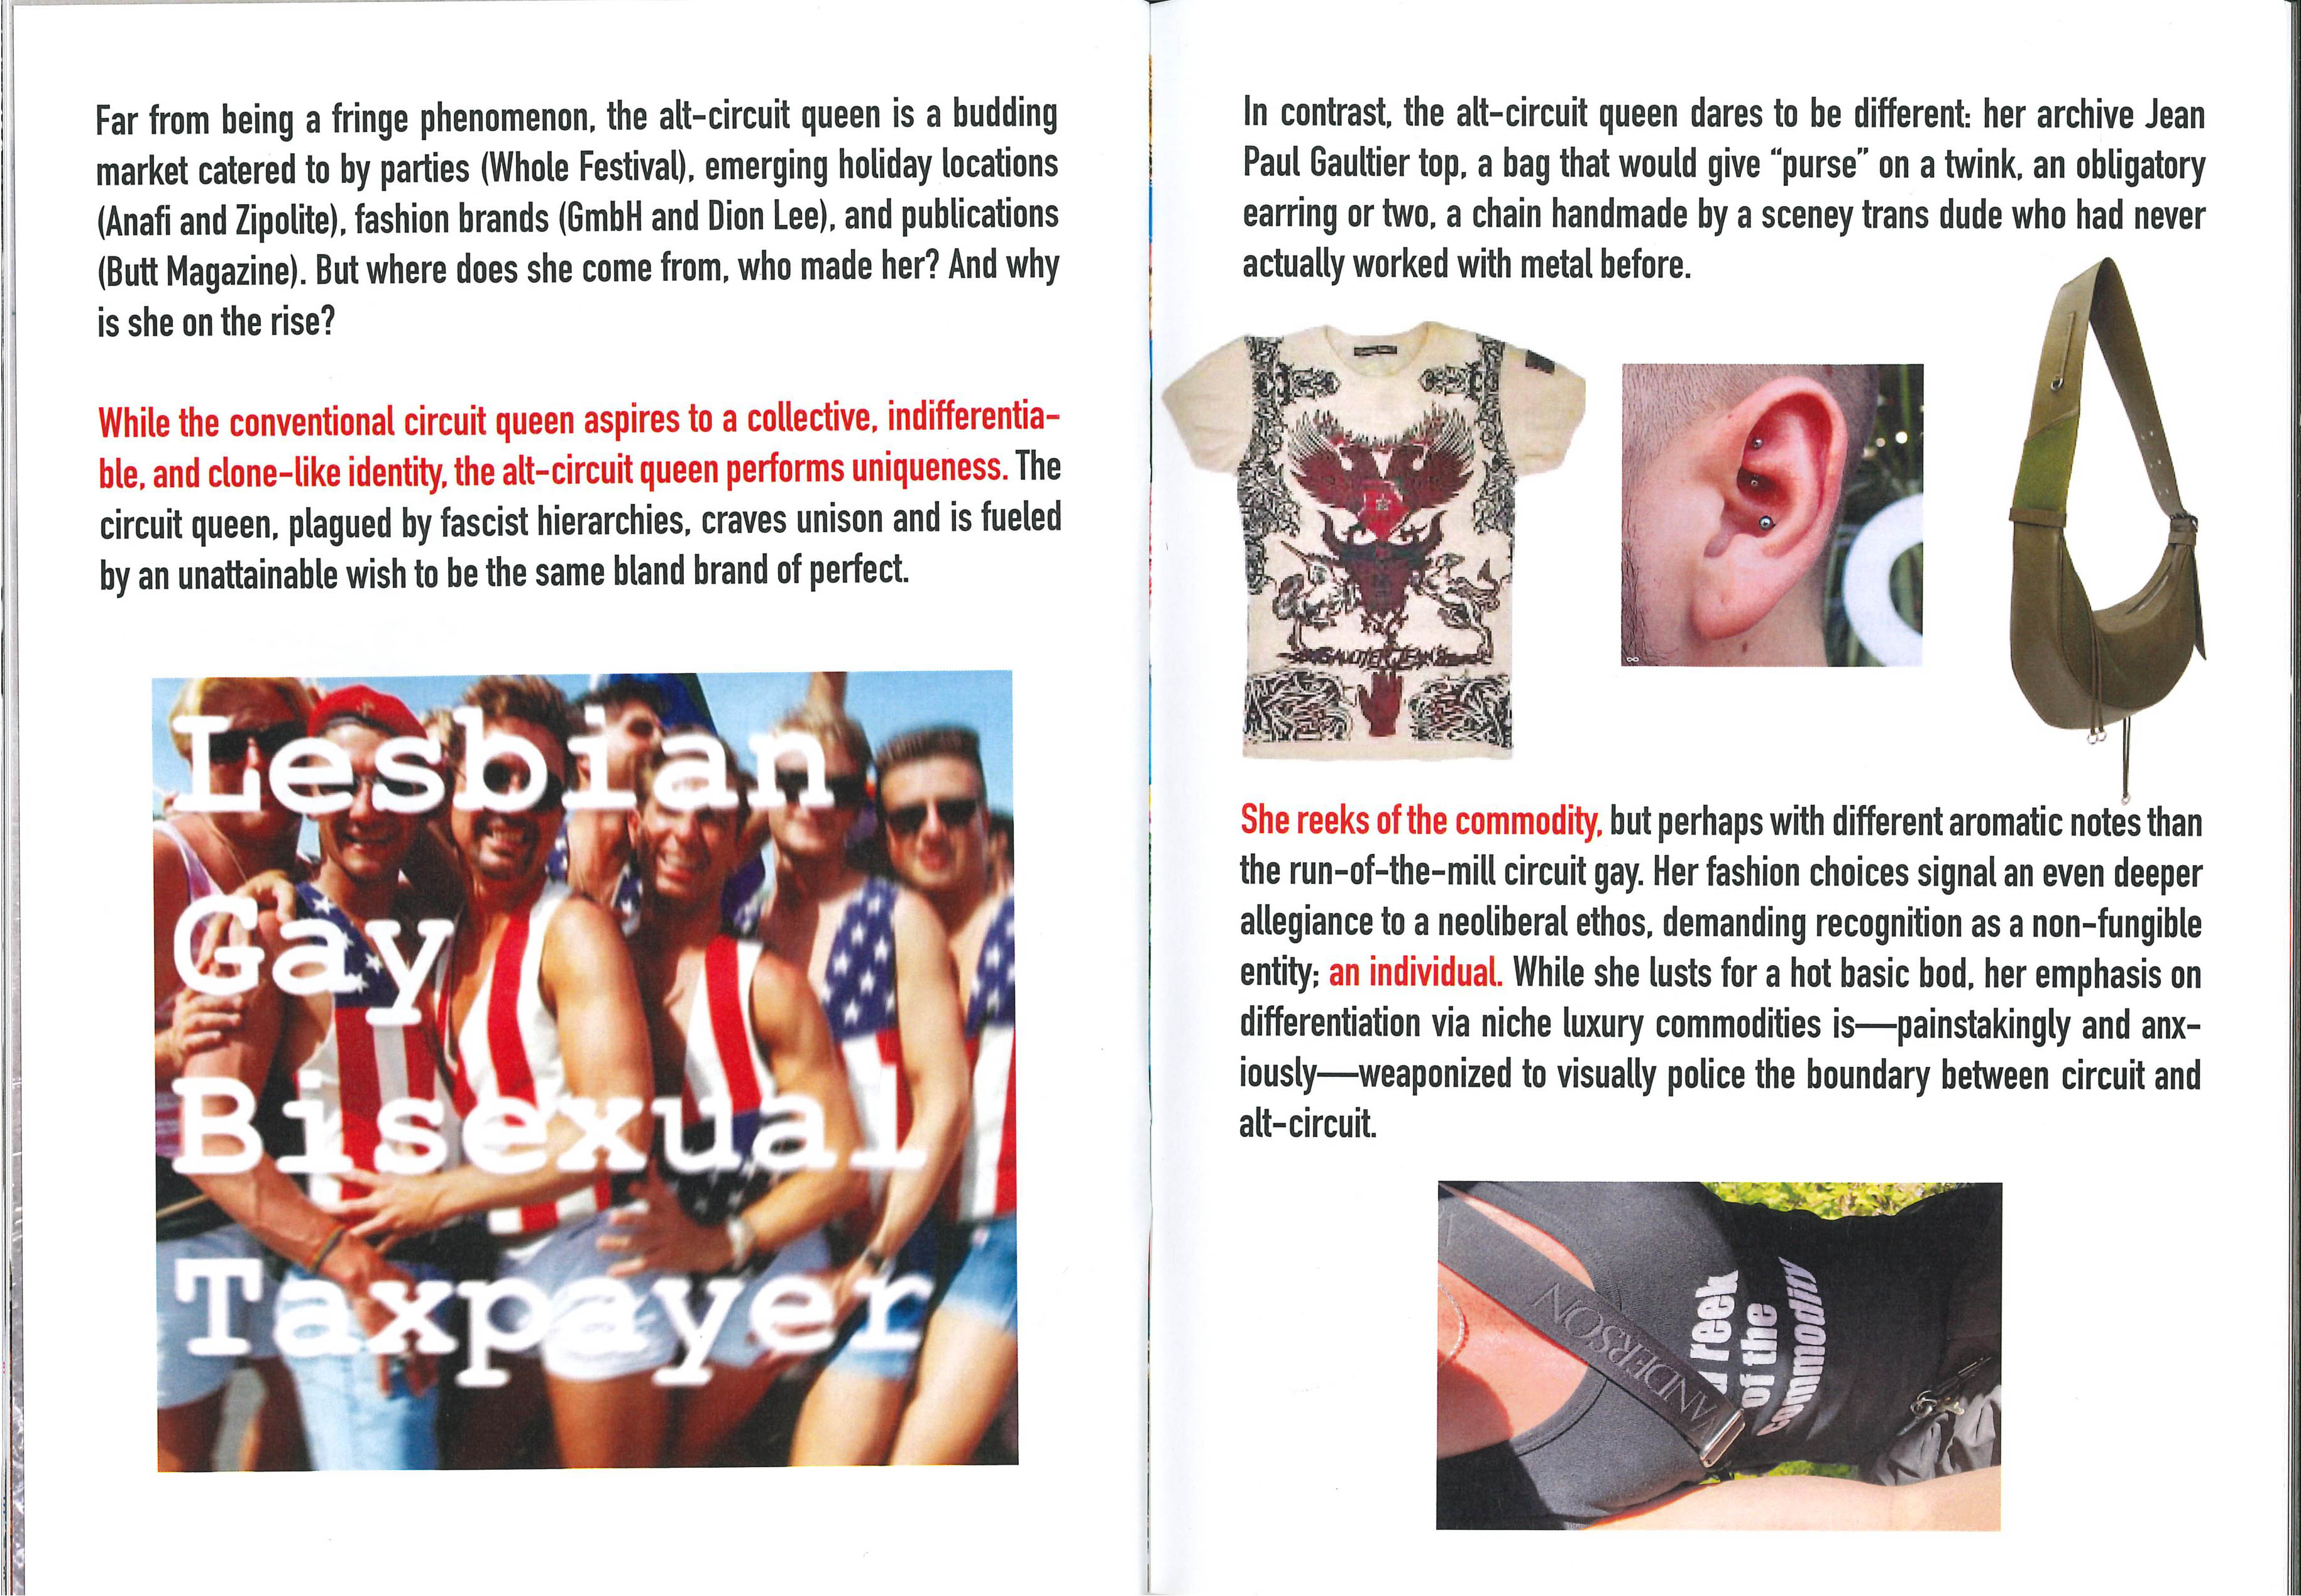 Far from being a fringe phenomenon, the alt-circuit queen is a budding
market catered to by parties (Whole Festival), emerging holiday locations
(Anafi and Zipolite), fashion brands (GmbH and Dion Lee), and publications
(Butt Magazine). But where does she come from, who made her? And why
is she on the rise?
While the conventional circuit queen aspires to a collective, indifferentia-
ble, and clone-like identity, the alt-circuit queen performs uniqueness. The
circuit queen, plagued by fascist hierarchies, craves unison and is fueled
by an unattainable wish to be the same bland brand of perfect.
Lesbian
Gay
Bisexual
Taxpayer
In contrast, the alt-circuit queen dares to be different: her archive Jean
Paul Gaultier top, a bag that would give “purse” on a twink, an obligatory
earring or two, a chain handmade by a sceney trans dude who had never
actually worked with metal before.
GAULTIER JEAN'S
She reeks of the commodity, but perhaps with different aromatic notes than
the run-of-the-mill circuit gay. Her fashion choices signal an even deeper
allegiance to a neoliberal ethos, demanding recognition as a non-fungible
entity; an individual. While she lusts for a hot basic bod, her emphasis on
differentiation via niche luxury commodities is—painstakingly and anx-
iously—weaponized to visually police the boundary between circuit and
alt-circuit.
ANDERSON
reek
of the
commodity